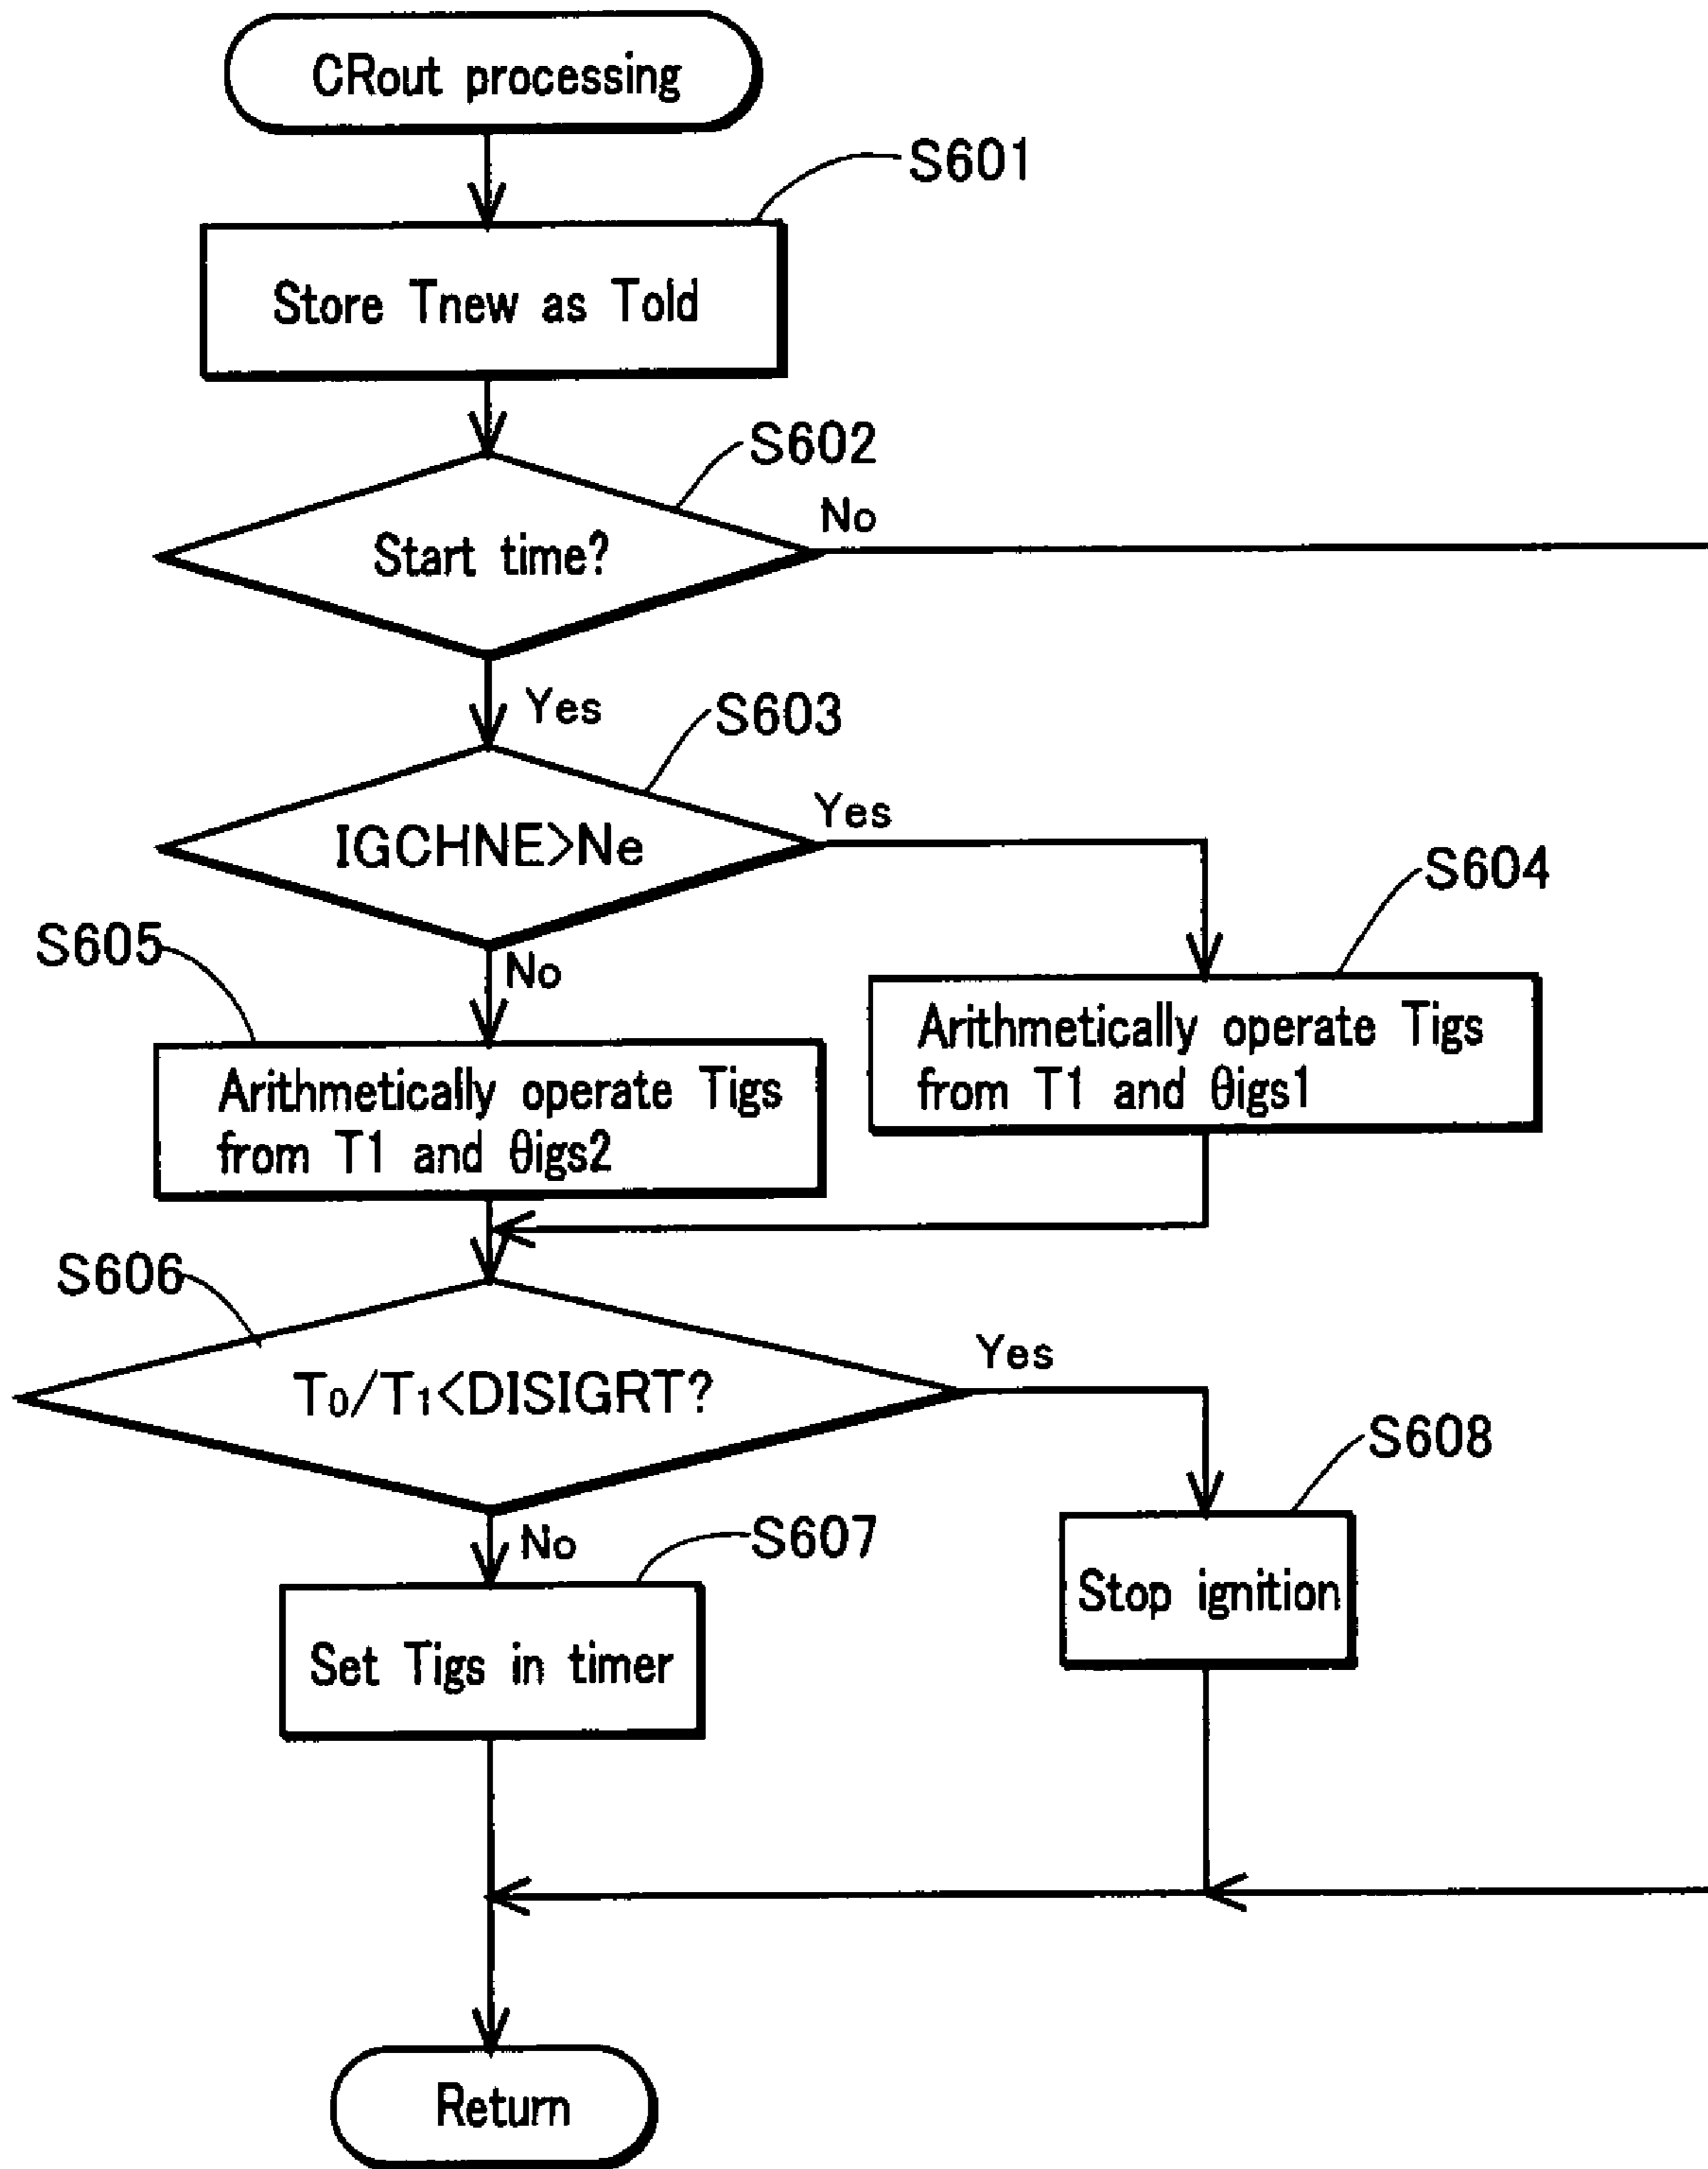 CRout processing
S601
Store Tnew as Told
S602
No
Start time?
Yes
S603
Yes
IGCHNE>Ne
S604
S605
No
Arithmetically operate Tigs
from T1 and θigs1
Arithmetically operate Tigs
from T1 and θigs2
S606
Yes
T₀/T₁<DISIGRT?
S608
No
S607
Stop ignition
Set Tigs in timer
Return